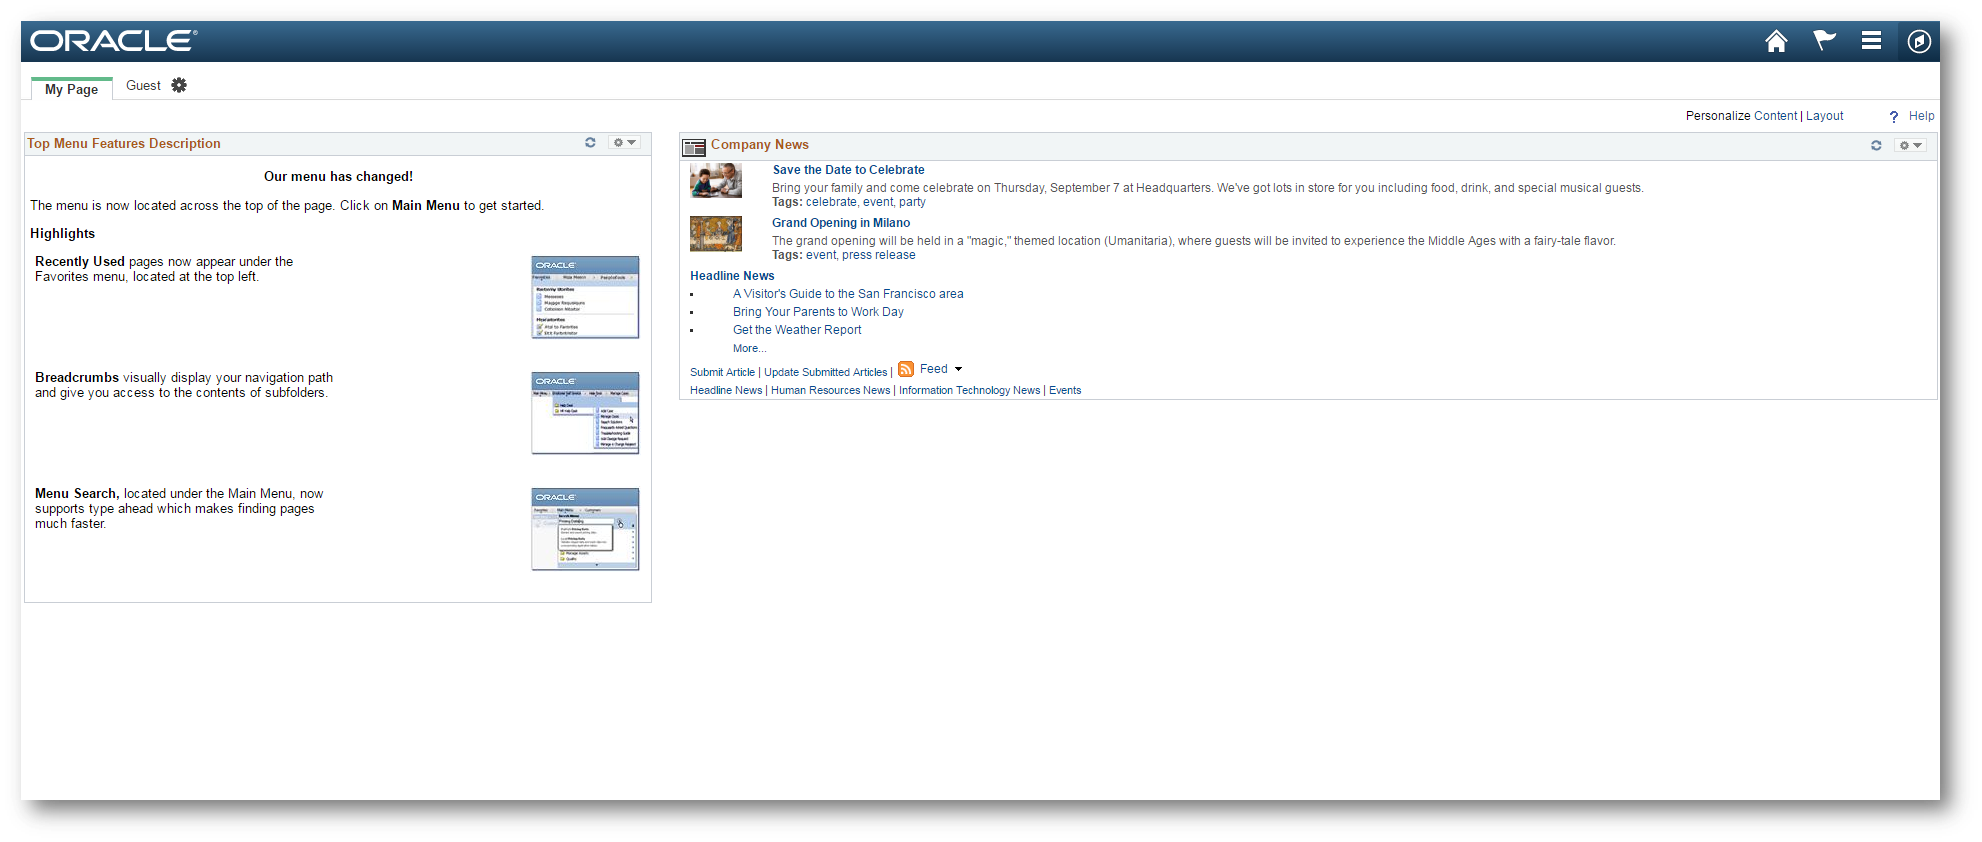 ORACLE®
My Page Guest
Personalize Content | Layout ? Help
Top Menu Features Description
Our menu has changed!
The menu is now located across the top of the page. Click on Main Menu to get started.
Highlights
Recently Used pages now appear under the
Favorites menu, located at the top left.
ORACLE
Breadcrumbs visually display your navigation path
and give you access to the contents of subfolders.
ORACLE
Menu Search, located under the Main Menu, now
supports type ahead which makes finding pages
much faster.
ORACLE
Company News
Save the Date to Celebrate
Bring your family and come celebrate on Thursday, September 7 at Headquarters. We've got lots in store for you including food, drink, and special musical guests.
Tags: celebrate, event, party
Grand Opening in Milano
The grand opening will be held in a "magic," themed location (Umanitaria), where guests will be invited to experience the Middle Ages with a fairy-tale flavor.
Tags: event, press release
Headline News
▪ A Visitor's Guide to the San Francisco area
▪ Bring Your Parents to Work Day
▪ Get the Weather Report
More...
Submit Article | Update Submitted Articles | Feed
Headline News | Human Resources News | Information Technology News | Events